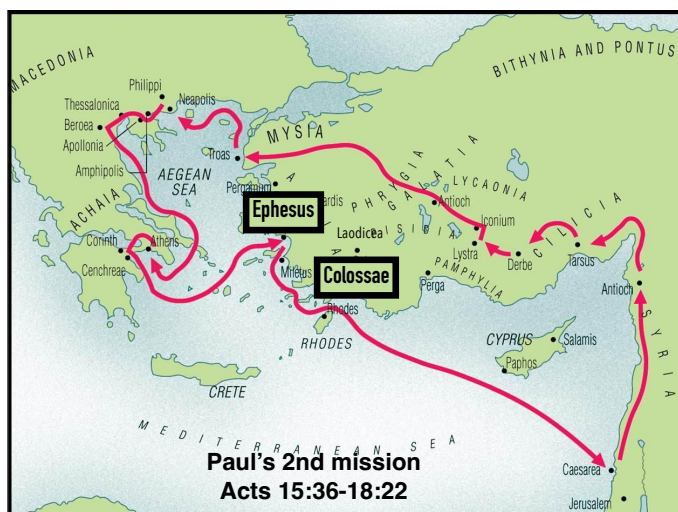 BITHYNIA AND PONTUS
MACEDONIA
Philippi
Neapolis
Thessalonica
Beroea
Apollonia
Amphipolis
MYSIA
Troas
AEGEAN
SEA
PHRYGIA
GALATIA
LYCAONIA
Pergamum
Antioch
Ephesus
ACHAIA
Iconium
CILICIA
Laodicea
PISIDIA
Corinth
Athens
Lystra
Derbe
Tarsus
Cenchreae
Miletus
Colossae
PAMPHYLIA
Perga
Antioch
SYRIA
Rhodes
RHODES
CYPRUS
Salamis
Paphos
CRETE
MEDITERRANEAN SEA
Paul's 2nd mission
Acts 15:36-18:22
Caesarea
Jerusalem